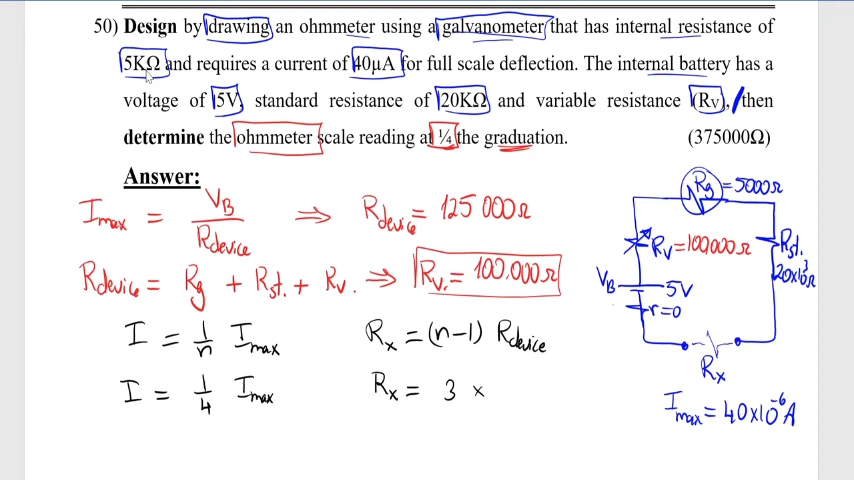 50) Design by drawing an ohmmeter using a galvanometer that has internal resistance of
5KΩ and requires a current of 40μA for full scale deflection. The internal battery has a
voltage of 5V, standard resistance of 20KΩ and variable resistance (Rv), then
determine the ohmmeter scale reading at ¼ the graduation. (375000Ω)
Answer:
Imax = VB / Rdevice ⇒ Rdevice = 125 000Ω
Rdevice = Rg + Rst. + Rv. ⇒ Rv. = 100.000Ω
I = 1/n Imax Rx = (n-1) Rdevice
I = 1/4 Imax Rx = 3 ×
Rg = 5000Ω
Rv = 100,000Ω
Rst.
20×10³Ω
VB
5V
r=0
Rx
Imax = 40×10⁻⁶A